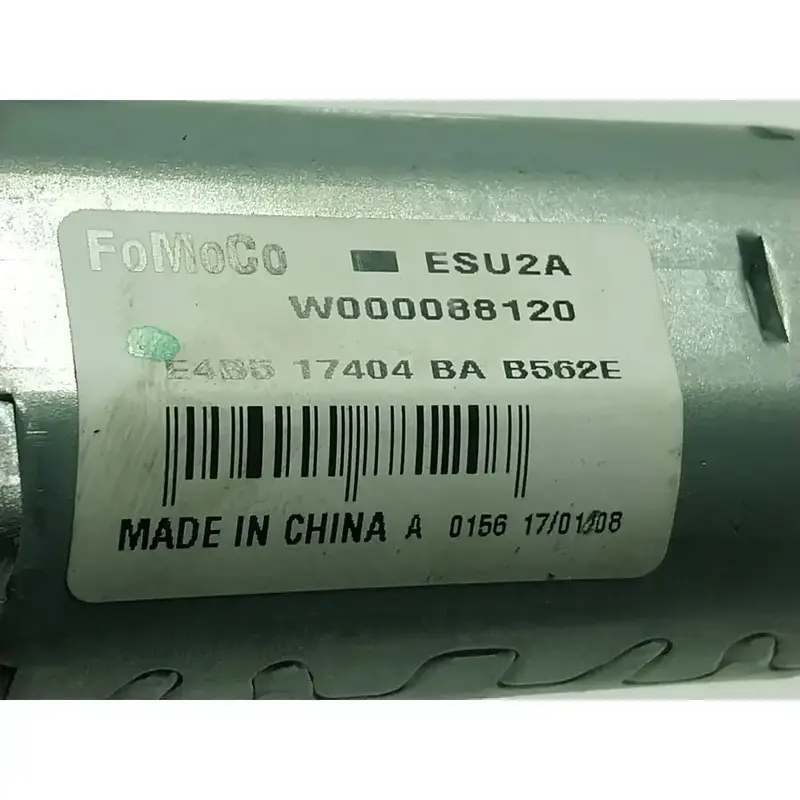 FoMoCo ESU2A
W000088120
E4B5 17404 BA B562E
MADE IN CHINA A 0156 17/01/08